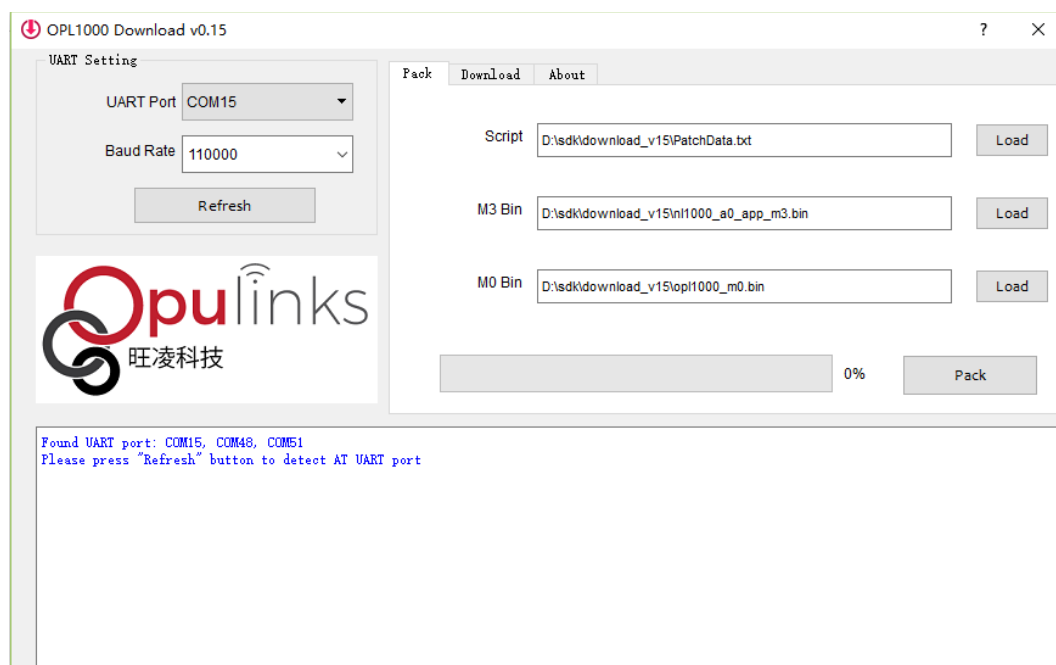 OPL1000 Download v0.15
?
UART Setting
UART Port COM15
Baud Rate 110000
Refresh
Opulinks
旺凌科技
Pack Download About
Script D:\sdk\download_v15\PatchData.txt Load
M3 Bin D:\sdk\download_v15\nl1000_a0_app_m3.bin Load
M0 Bin D:\sdk\download_v15\opl1000_m0.bin Load
0% Pack
Found UART port: COM15, COM48, COM51
Please press "Refresh" button to detect AT UART port